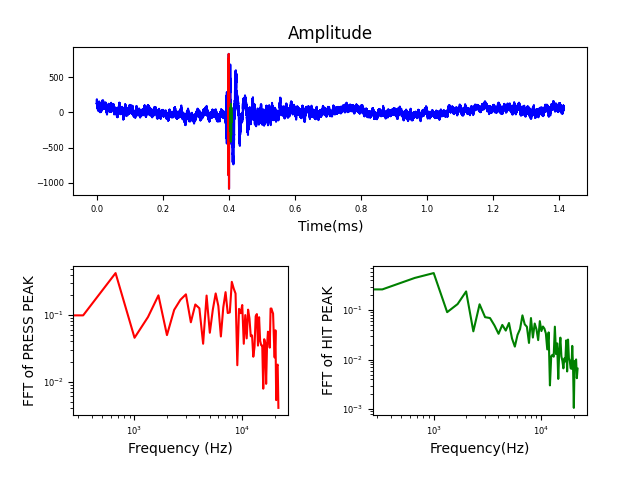 Amplitude
500
0
−500
−1000
0.0 0.2 0.4 0.6 0.8 1.0 1.2 1.4
Time(ms)
FFT of PRESS PEAK
10⁻¹
10⁻²
10³ 10⁴
Frequency (Hz)
FFT of HIT PEAK
10⁻¹
10⁻²
10⁻³
10³ 10⁴
Frequency(Hz)